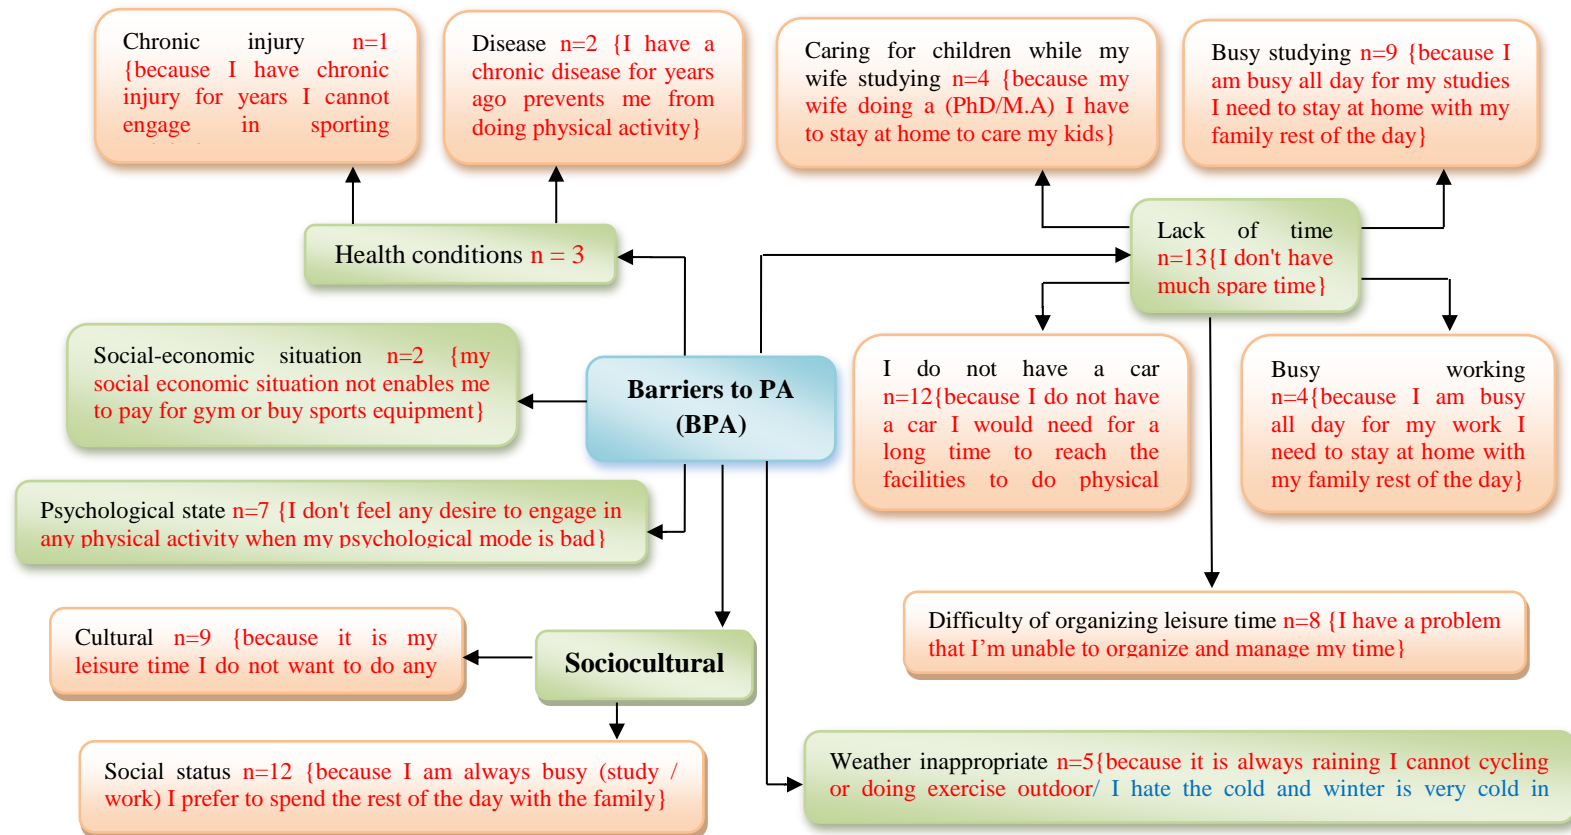 Chronic injury n=1
{because I have chronic
injury for years I cannot
engage in sporting
Disease n=2 {I have a
chronic disease for years
ago prevents me from
doing physical activity}
Caring for children while my
wife studying n=4 {because my
wife doing a (PhD/M.A) I have
to stay at home to care my kids}
Busy studying n=9 {because I
am busy all day for my studies
I need to stay at home with my
family rest of the day}
Health conditions n = 3
Lack of time
n=13{I don't have
much spare time}
Social-economic situation n=2 {my
social economic situation not enables me
to pay for gym or buy sports equipment}
Barriers to PA
(BPA)
I do not have a car
n=12{because I do not have
a car I would need for a
long time to reach the
facilities to do physical
Busy working
n=4{because I am busy
all day for my work I
need to stay at home with
my family rest of the day}
Psychological state n=7 {I don't feel any desire to engage in
any physical activity when my psychological mode is bad}
Cultural n=9 {because it is my
leisure time I do not want to do any
Sociocultural
Difficulty of organizing leisure time n=8 {I have a problem
that I'm unable to organize and manage my time}
Social status n=12 {because I am always busy (study /
work) I prefer to spend the rest of the day with the family}
Weather inappropriate n=5{because it is always raining I cannot cycling
or doing exercise outdoor/ I hate the cold and winter is very cold in